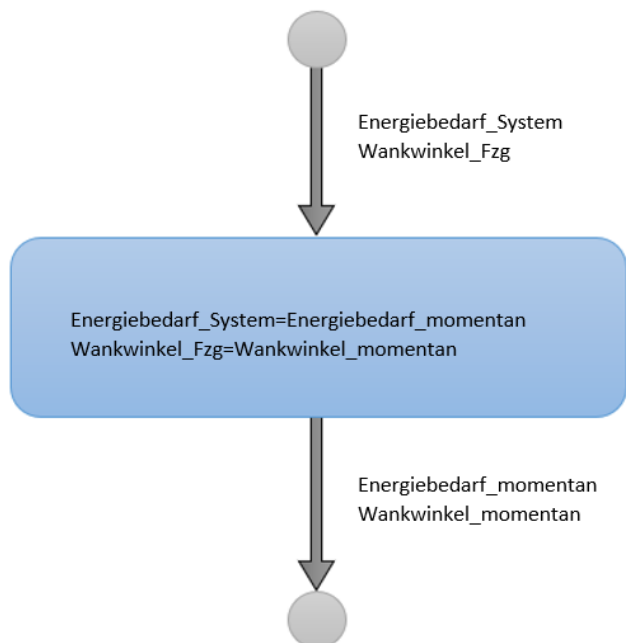 Energiebedarf_System
Wankwinkel_Fzg
Energiebedarf_System=Energiebedarf_momentan
Wankwinkel_Fzg=Wankwinkel_momentan
Energiebedarf_momentan
Wankwinkel_momentan